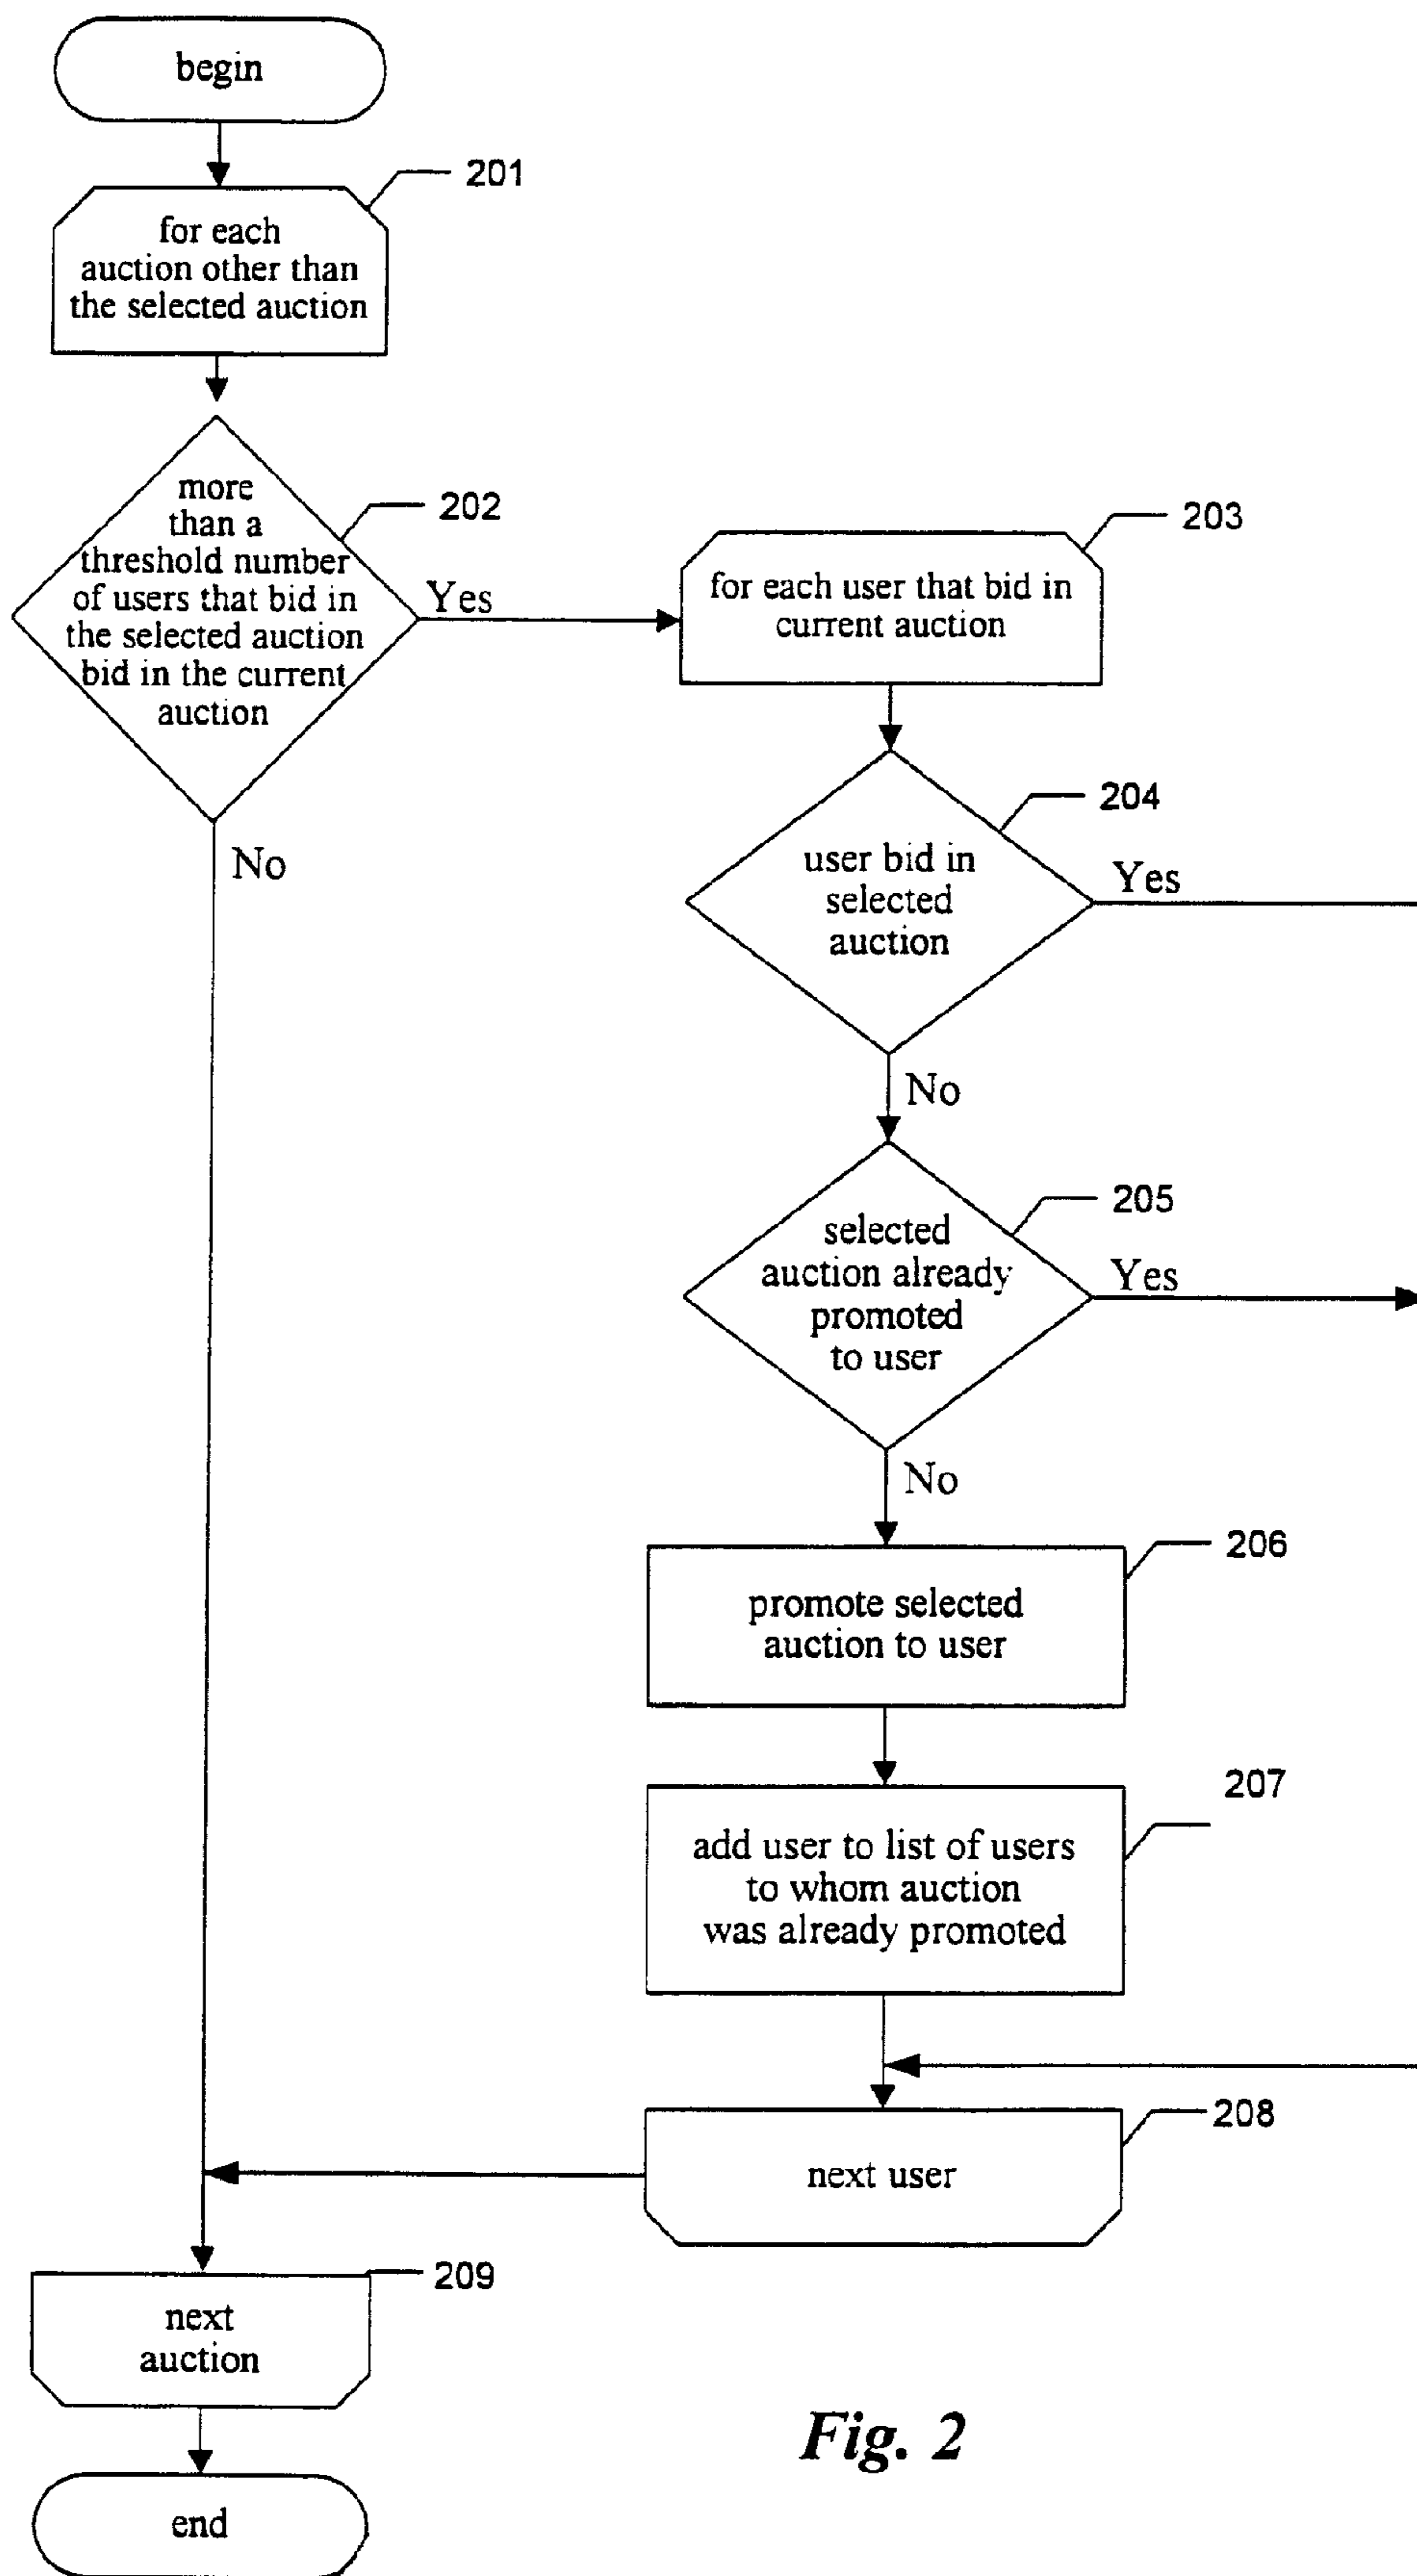 begin
201
for each
auction other than
the selected auction
more
than a
threshold number
of users that bid in
the selected auction
bid in the current
auction
202
Yes
No
203
for each user that bid in
current auction
204
user bid in
selected
auction
Yes
No
205
selected
auction already
promoted
to user
Yes
No
206
promote selected
auction to user
207
add user to list of users
to whom auction
was already promoted
208
next user
209
next
auction
end
Fig. 2